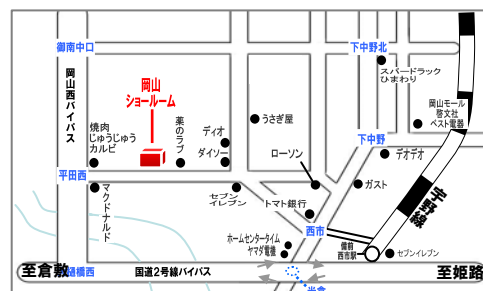 御南中口
下中野北
スパードラック
ひまわり
岡山西バイパス
岡山
ショールーム
岡山モール
啓文社
ベスト電器
焼肉
じゅうじゅう
カルビ
薬のラブ
ディオ
ダイソー
うさぎ屋
下中野
ローソン
デオデオ
平田西
マクドナルド
セブン
イレブン
トマト銀行
ガスト
宇野線
西市
ホームセンタータイム
ヤマダ電機
備前
西市駅
セブンイレブン
至倉敷
樋橋西
国道2号線バイパス
至姫路
米倉